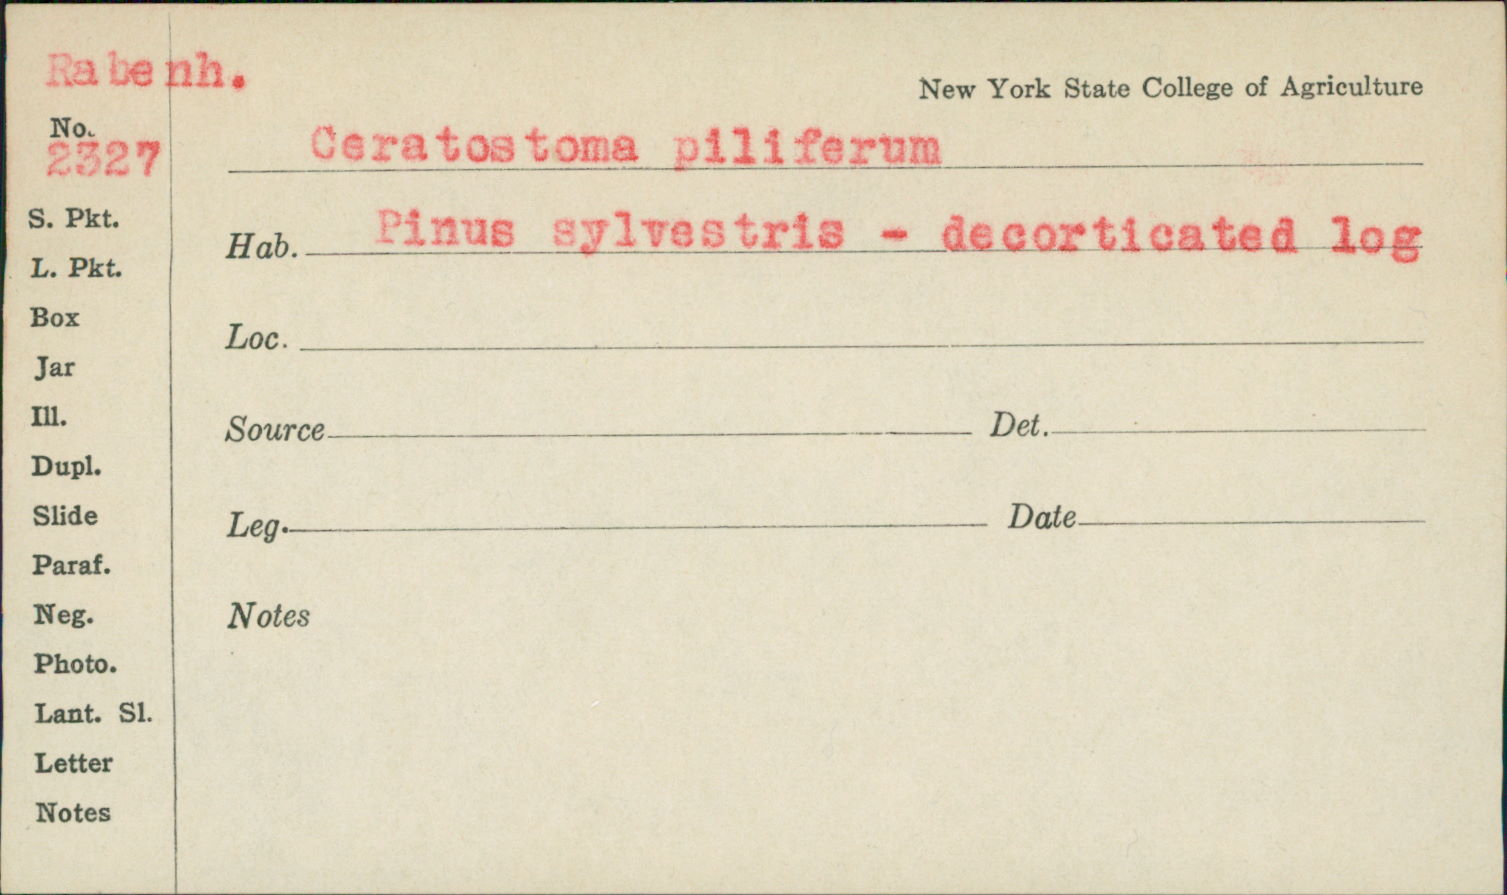 Rabenh.
New York State College of Agriculture
No.
2327
Ceratostoma piliferum
Hab. Pinus sylvestris - decorticated log
Loc.
Source Det.
Leg. Date
Notes
S. Pkt.
L. Pkt.
Box
Jar
Ill.
Dupl.
Slide
Paraf.
Neg.
Photo.
Lant. Sl.
Letter
Notes